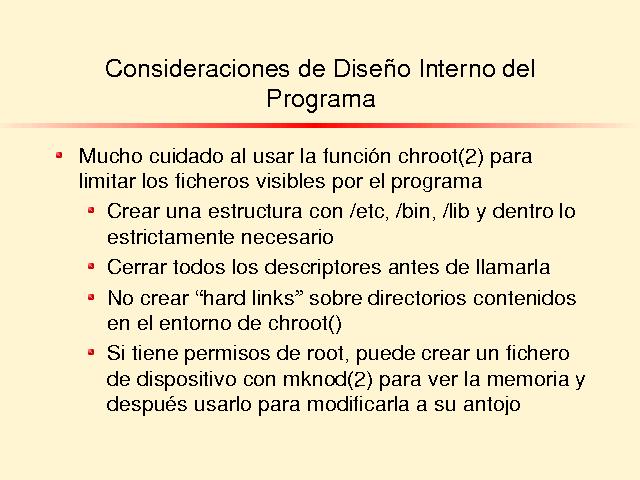 Consideraciones de Diseño Interno del
Programa
Mucho cuidado al usar la función chroot(2) para
limitar los ficheros visibles por el programa
Crear una estructura con /etc, /bin, /lib y dentro lo
estrictamente necesario
Cerrar todos los descriptores antes de llamarla
No crear “hard links” sobre directorios contenidos
en el entorno de chroot()
Si tiene permisos de root, puede crear un fichero
de dispositivo con mknod(2) para ver la memoria y
después usarlo para modificarla a su antojo